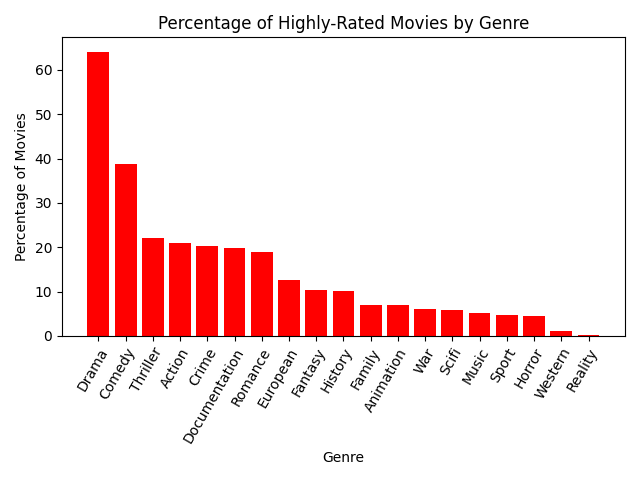 Percentage of Highly-Rated Movies by Genre
Percentage of Movies
60
50
40
30
20
10
0
Drama
Comedy
Thriller
Action
Crime
Documentation
Romance
European
Fantasy
History
Family
Animation
War
Scifi
Music
Sport
Horror
Western
Reality
Genre